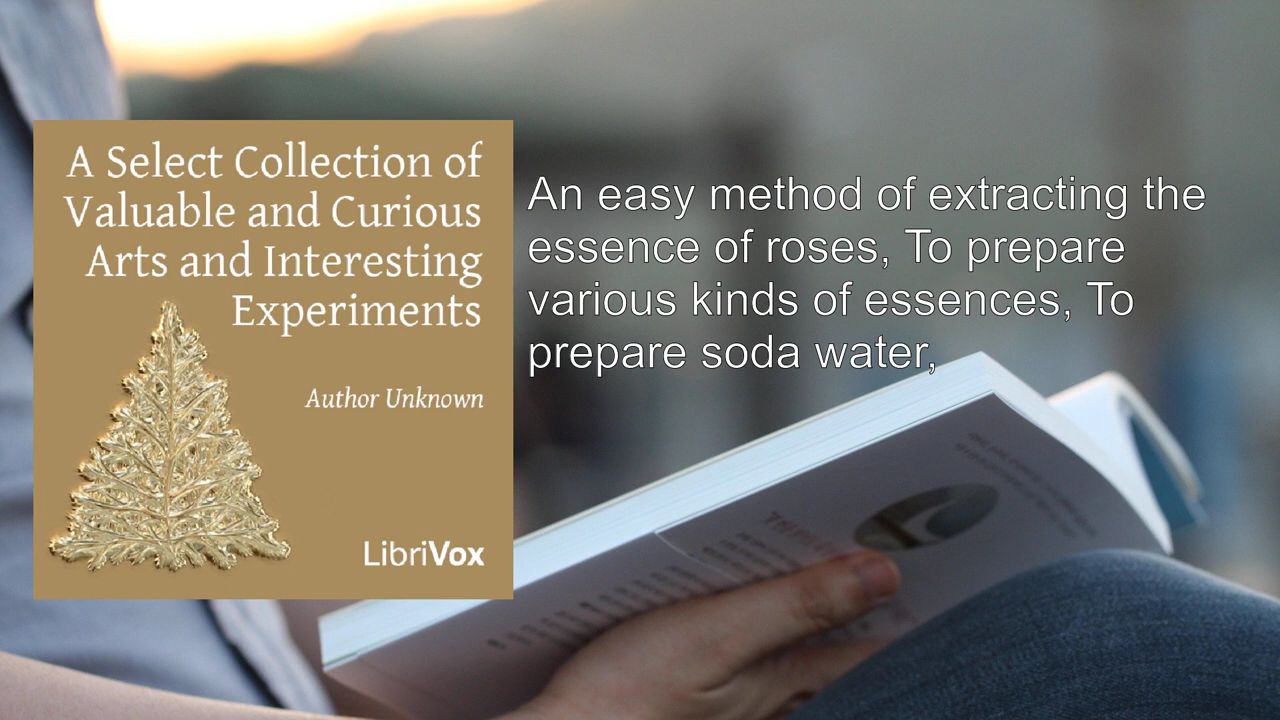 A Select Collection of
Valuable and Curious
Arts and Interesting
Experiments
Author Unknown
LibriVox
An easy method of extracting the
essence of roses, To prepare
various kinds of essences, To
prepare soda water,